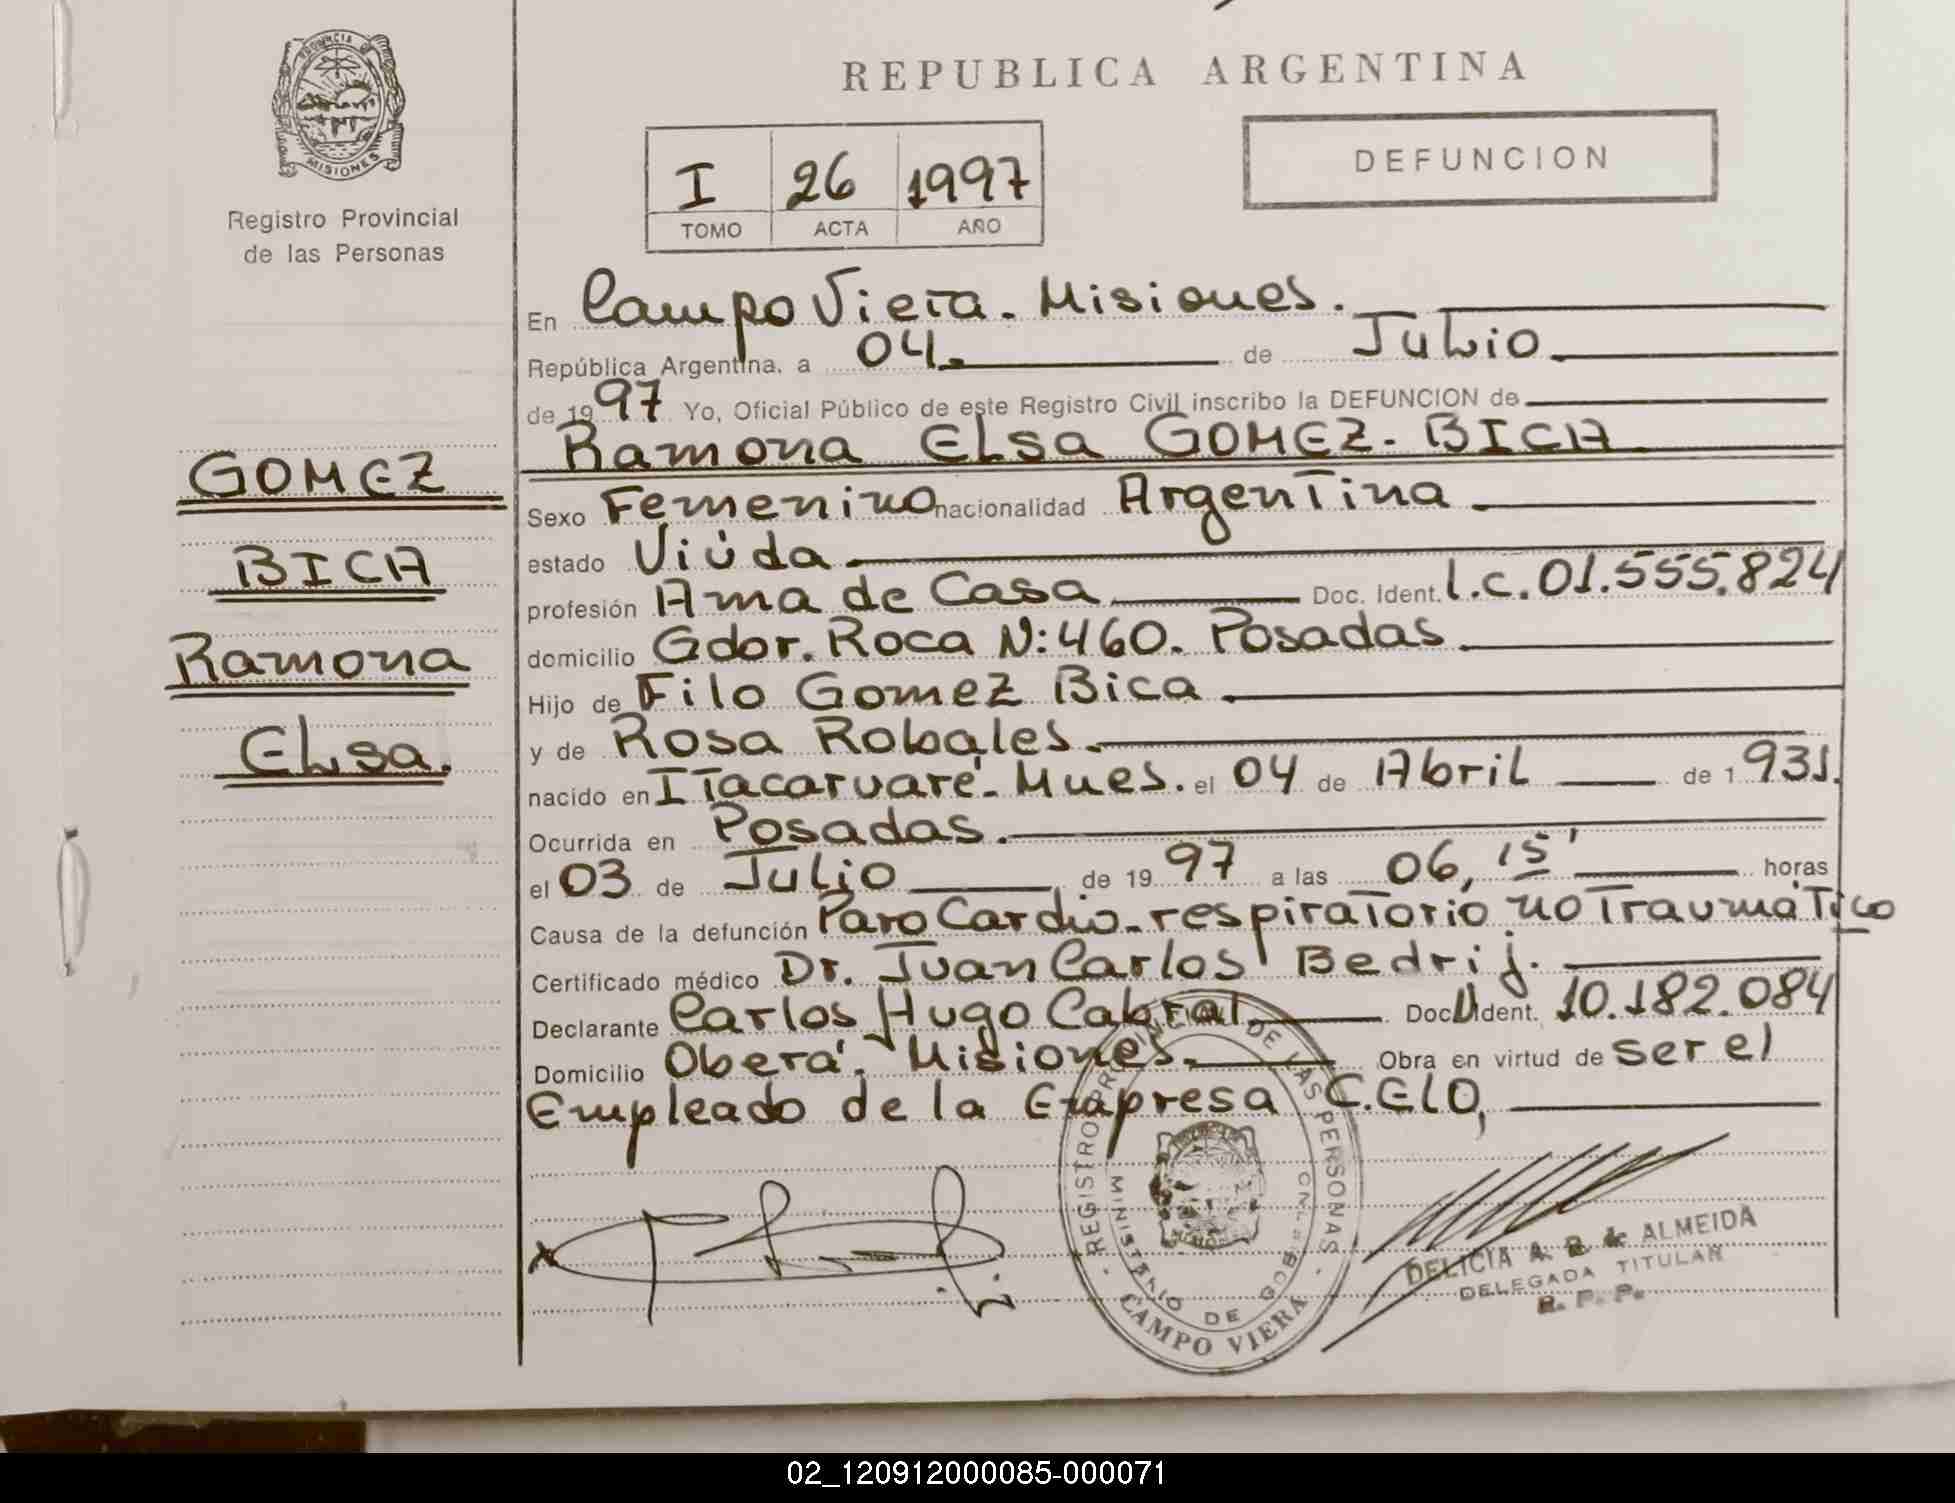 PROVINCIA DE
MISIONES
Registro Provincial
de las Personas
GOMEZ
BICA
Ramona
Elsa.
REPUBLICA ARGENTINA
I 26 1997
TOMO ACTA AÑO
DEFUNCION
En Campo Viera - Misiones.
República Argentina, a 04. de Julio
de 1997 Yo, Oficial Público de este Registro Civil inscribo la DEFUNCION de
Ramona Elsa GOMEZ - BICA
Sexo Femenino nacionalidad Argentina
estado Viúda
profesión Ama de Casa Doc. Ident. L.C. 01.555.824
domicilio Gdor. Roca N: 460. Posadas
Hijo de Filo Gomez Bica
y de Rosa Robales
nacido en Itacaruaré - Mnes. el 04 de Abril de 1931.
Ocurrida en Posadas.
el 03 de Julio de 1997 a las 06, 15' horas
Causa de la defunción Paro Cardio-respiratorio no Traumático
Certificado médico Dr. Juan Carlos Bedrij.
Declarante Carlos Hugo Cabral Doc. Ident. 10.182.084
Domicilio Oberá. Misiones. Obra en virtud de ser el
Empleado de la Empresa C.E.L.O,
REGISTRO PROVINCIAL DE LAS PERSONAS
MINISTERIO DE GOBIERNO
CAMPO VIERA
DELICIA A. R. de ALMEIDA
DELEGADA TITULAR
R. P. P.
02_120912000085-000071